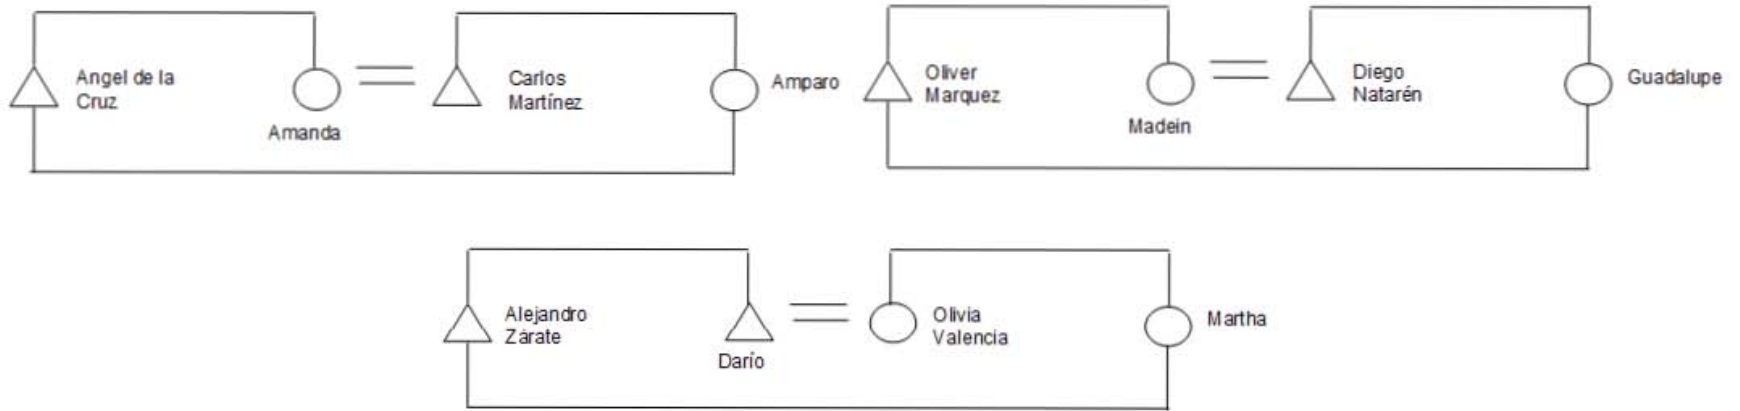 Angel de la
Cruz
Amanda
Carlos
Martínez
Amparo
Oliver
Marquez
Madein
Diego
Natarén
Guadalupe
Alejandro
Zárate
Darío
Olivia
Valencia
Martha